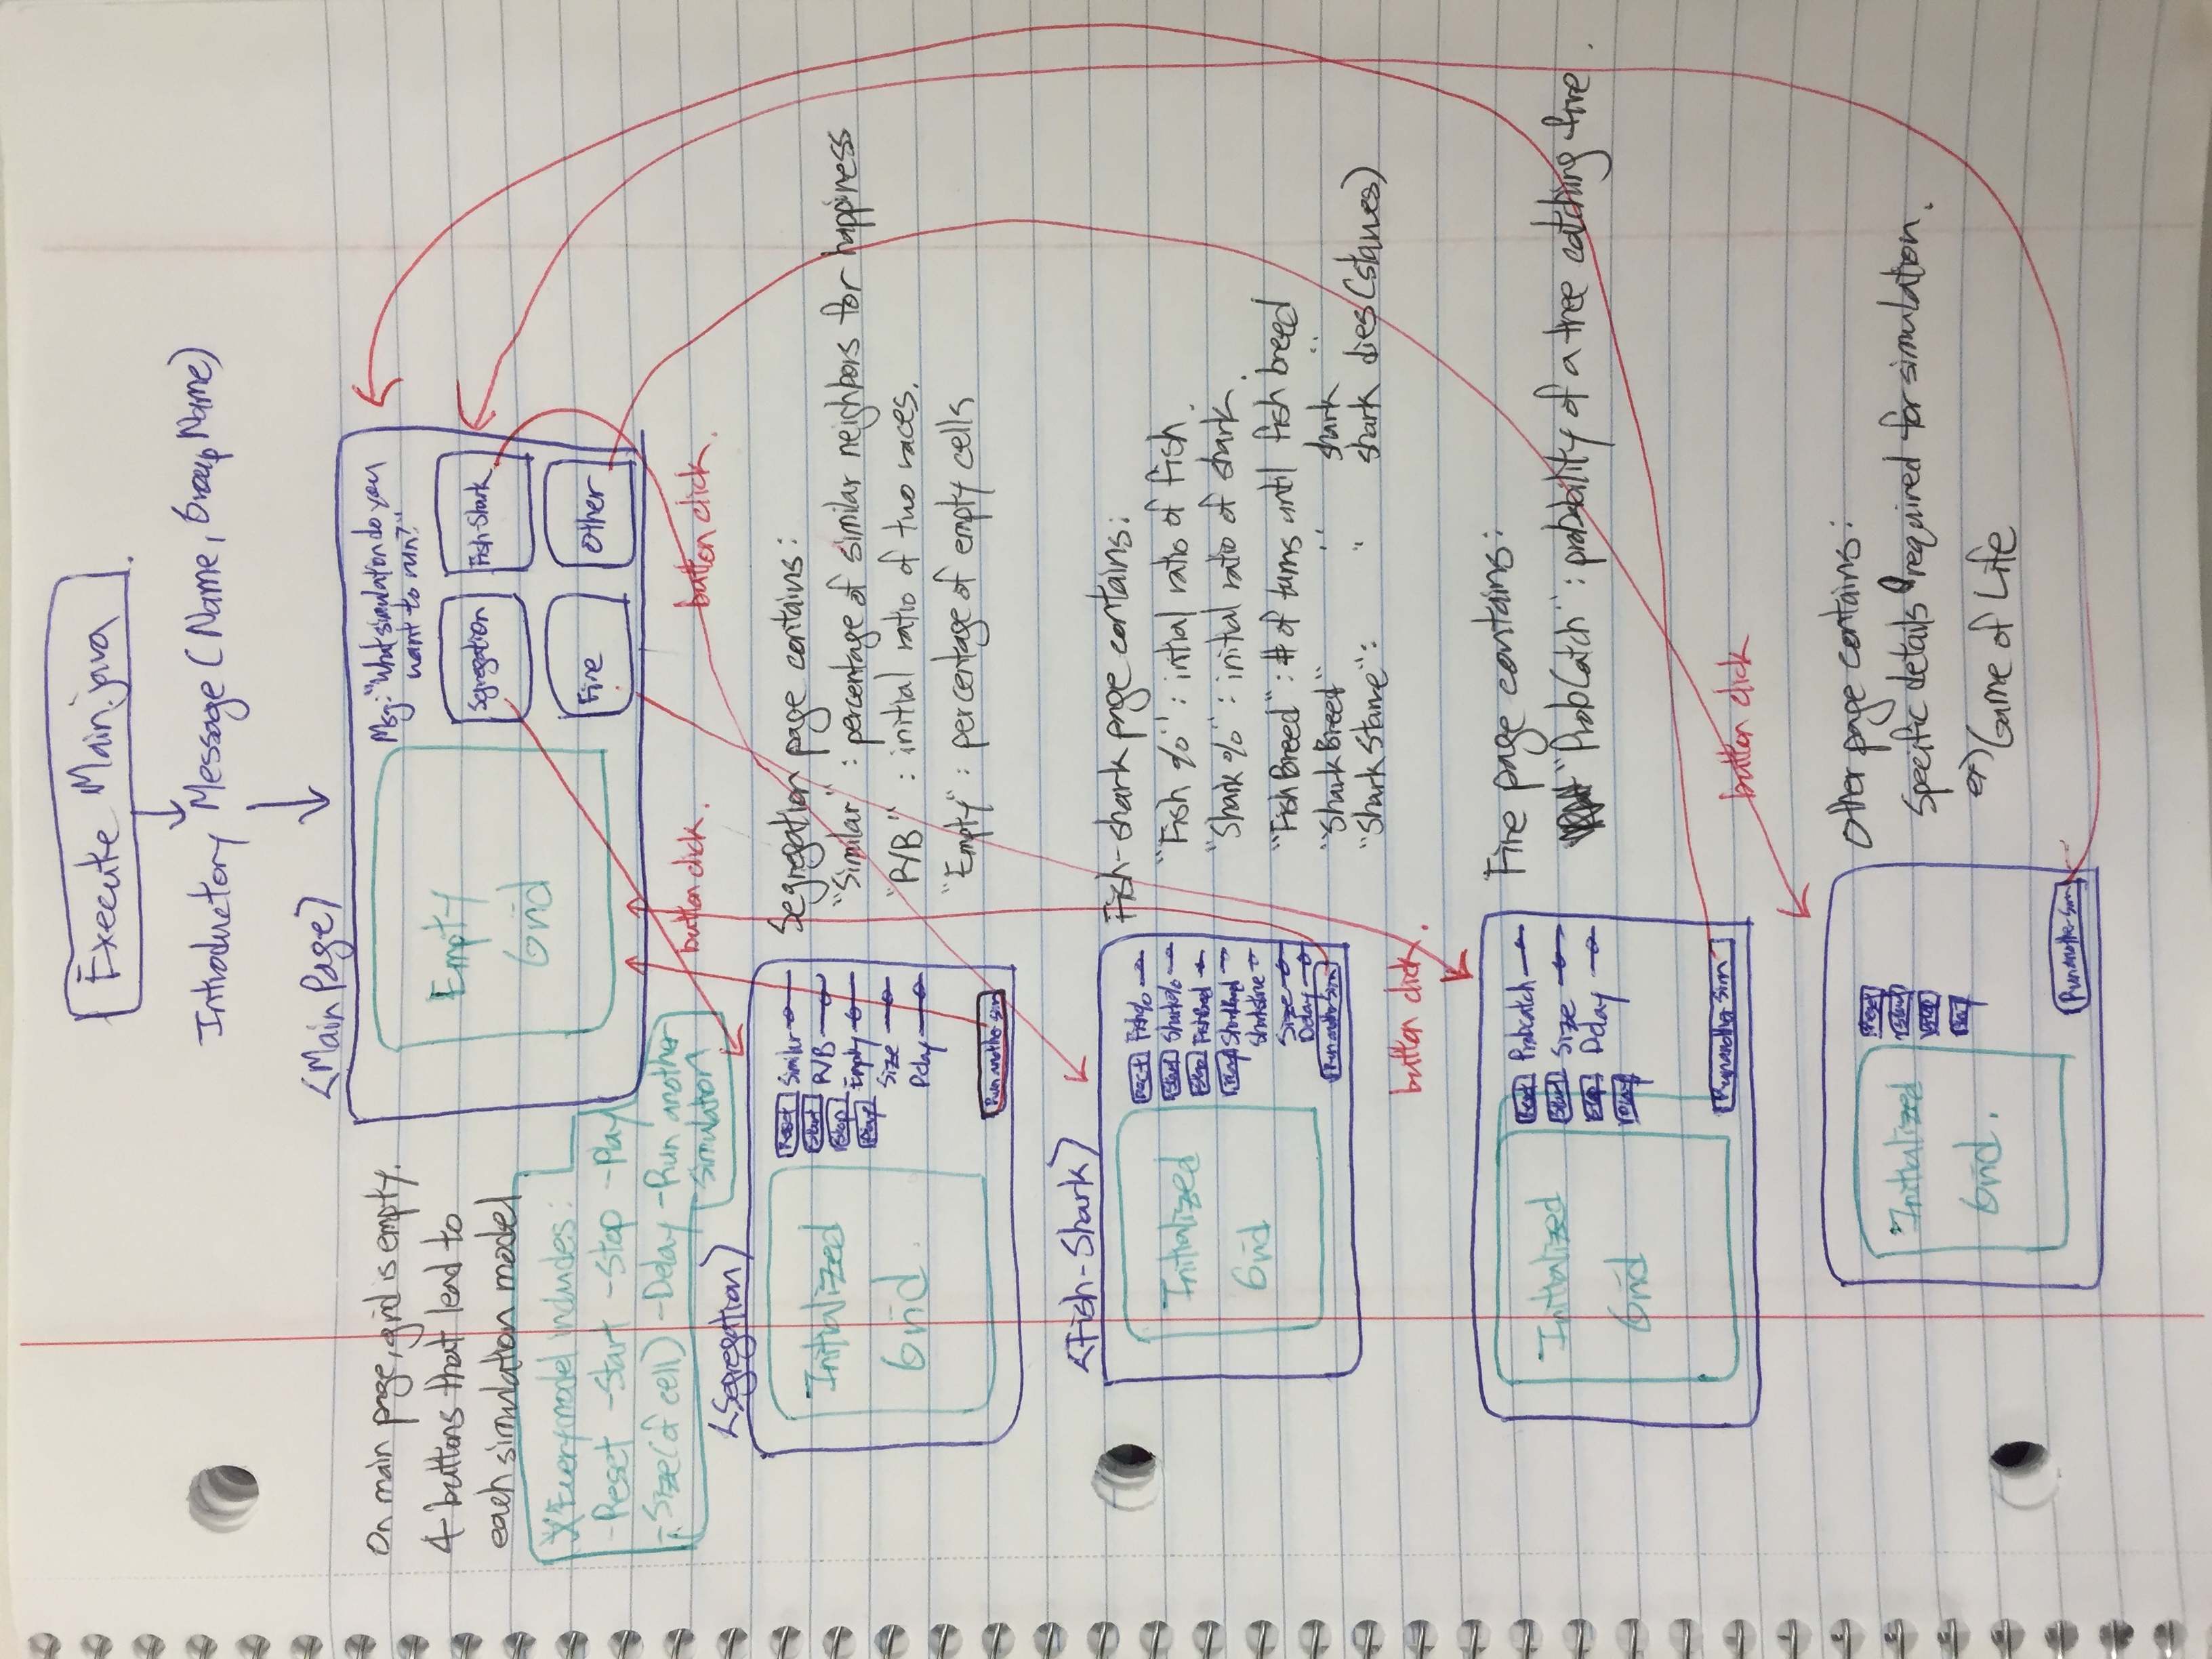 Execute Main.java
Introductory Message (Name, Group Name)
<Main Page>
On main page, grid is empty.
4 buttons that lead to
each simulation model
Empty
Grid
Msg: "What simulation do you
want to run?"
Segregation
Fish-Shark
Fire
Other
※Every model includes:
-Reset -Start -Stop -Play
-Size(of cell) -Delay -Run another
simulation
button click.
button click.
<Segregation>
Initialized
Grid.
Reset
Start
Stop
Play
Similar
R/B
Empty
Size
Delay
Run another sim
Segregation page contains:
"Similar" : percentage of similar neighbors for happiness
"R/B" : initial ratio of two races.
"Empty" : percentage of empty cells
<Fish-Shark>
Initialized
Grid
Start
Fish%
Shark%
FishBreed
Size
Delay
Run another sim
Fish-shark page contains:
"Fish %" : intial ratio of fish.
"Shark %" : initial ratio of shark.
"Fish Breed" : # of turns until fish breed
"Shark Breed" " shark "
"Shark Starve": " shark dies (starves)
button click.
Initialized
Grid
Reset
Start
Stop
Play
Probcatch
Size
Delay
Run another sim
Fire page contains:
"ProbCatch" : probability of a tree catching fire.
button click
Initialized
Grid.
Reset
Start
Stop
Run another sim
Other page contains:
Specific details required for simulation.
ex) Game of Life